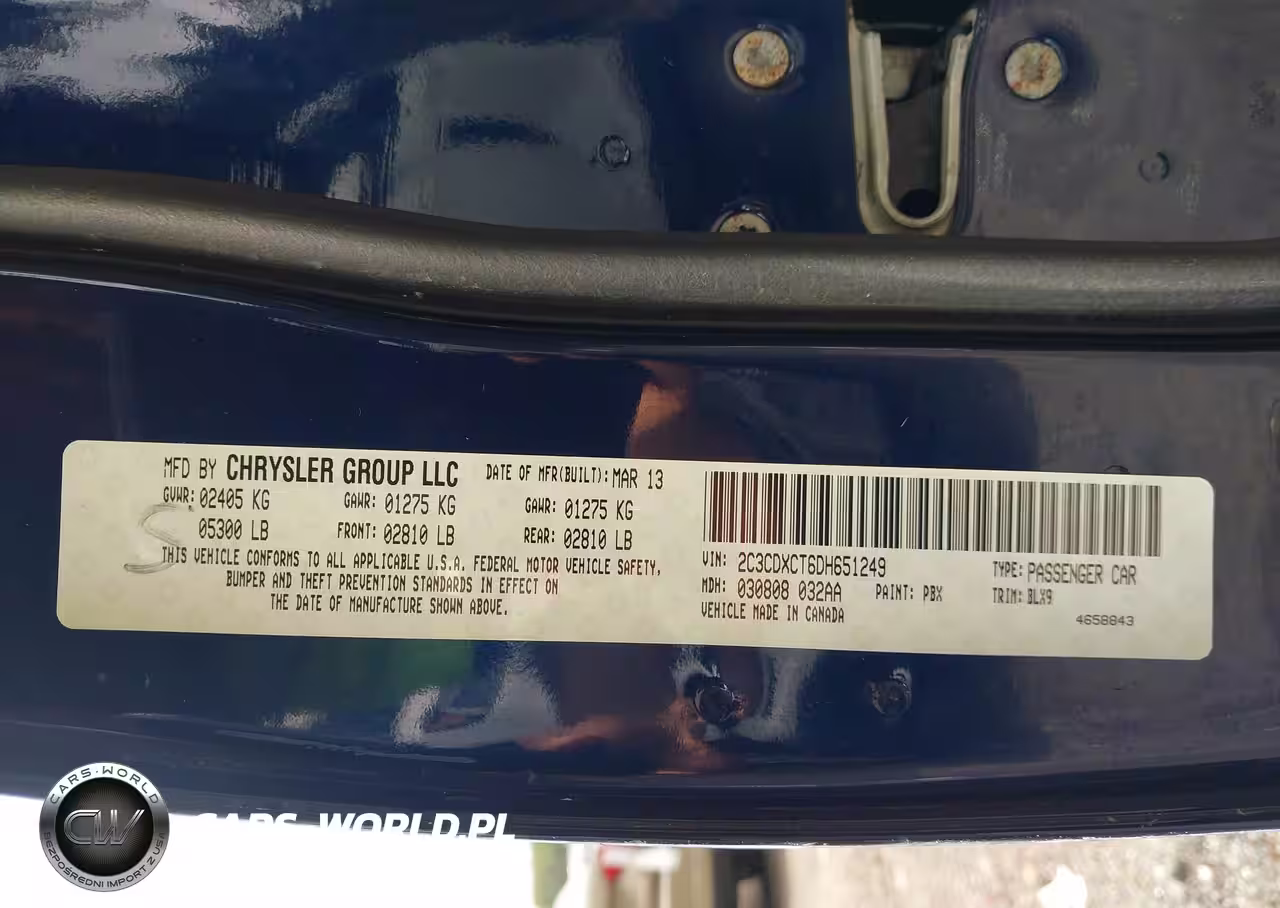 MFD BY CHRYSLER GROUP LLC DATE OF MFR(BUILT): MAR 13
GVWR: 02405 KG GAWR: 01275 KG GAWR: 01275 KG
05300 LB FRONT: 02810 LB REAR: 02810 LB
THIS VEHICLE CONFORMS TO ALL APPLICABLE U.S.A. FEDERAL MOTOR VEHICLE SAFETY,
BUMPER AND THEFT PREVENTION STANDARDS IN EFFECT ON
THE DATE OF MANUFACTURE SHOWN ABOVE.
S
VIN: 2C3CDXCT6DH651249 TYPE: PASSENGER CAR
MDH: 030808 032AA PAINT: PBX TRIM: BLX9
VEHICLE MADE IN CANADA 4658843
CARS-WORLD
CW
BEZPOŚREDNI IMPORT Z USA
CARS-WORLD.PL